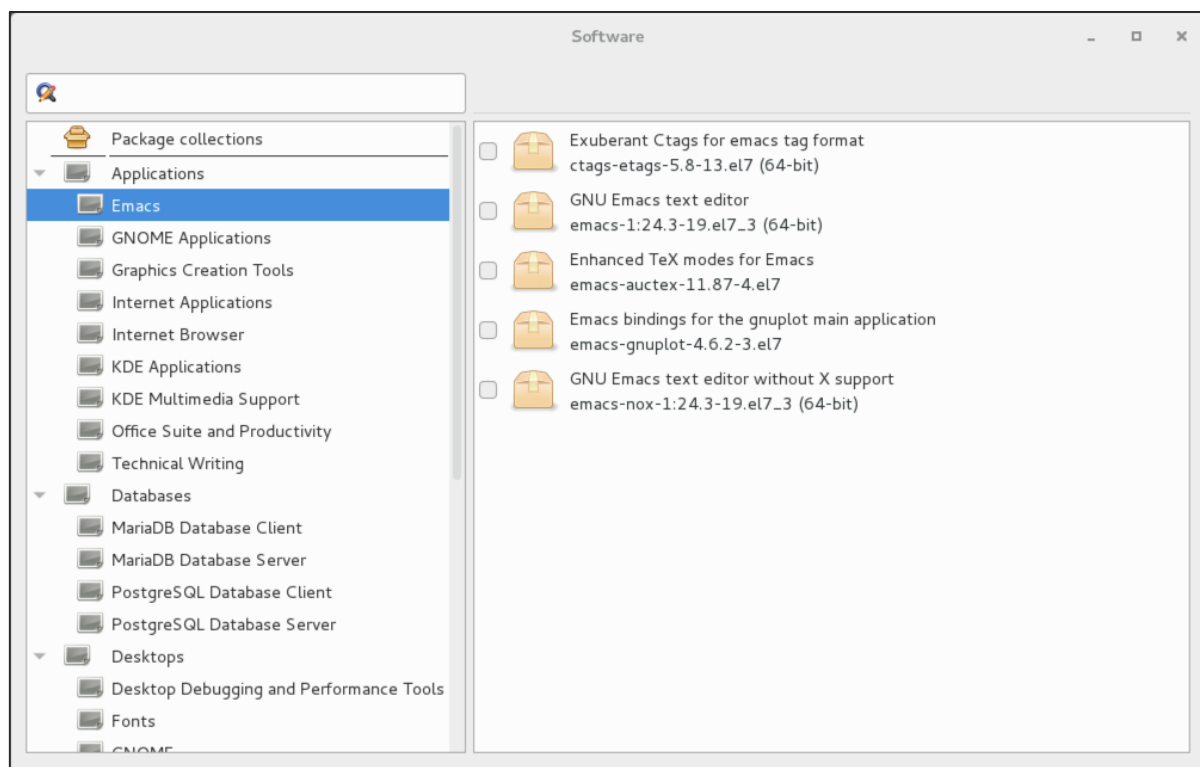 Software
Package collections
Applications
Emacs
GNOME Applications
Graphics Creation Tools
Internet Applications
Internet Browser
KDE Applications
KDE Multimedia Support
Office Suite and Productivity
Technical Writing
Databases
MariaDB Database Client
MariaDB Database Server
PostgreSQL Database Client
PostgreSQL Database Server
Desktops
Desktop Debugging and Performance Tools
Fonts
GNOME
Exuberant Ctags for emacs tag format
ctags-etags-5.8-13.el7 (64-bit)
GNU Emacs text editor
emacs-1:24.3-19.el7_3 (64-bit)
Enhanced TeX modes for Emacs
emacs-auctex-11.87-4.el7
Emacs bindings for the gnuplot main application
emacs-gnuplot-4.6.2-3.el7
GNU Emacs text editor without X support
emacs-nox-1:24.3-19.el7_3 (64-bit)